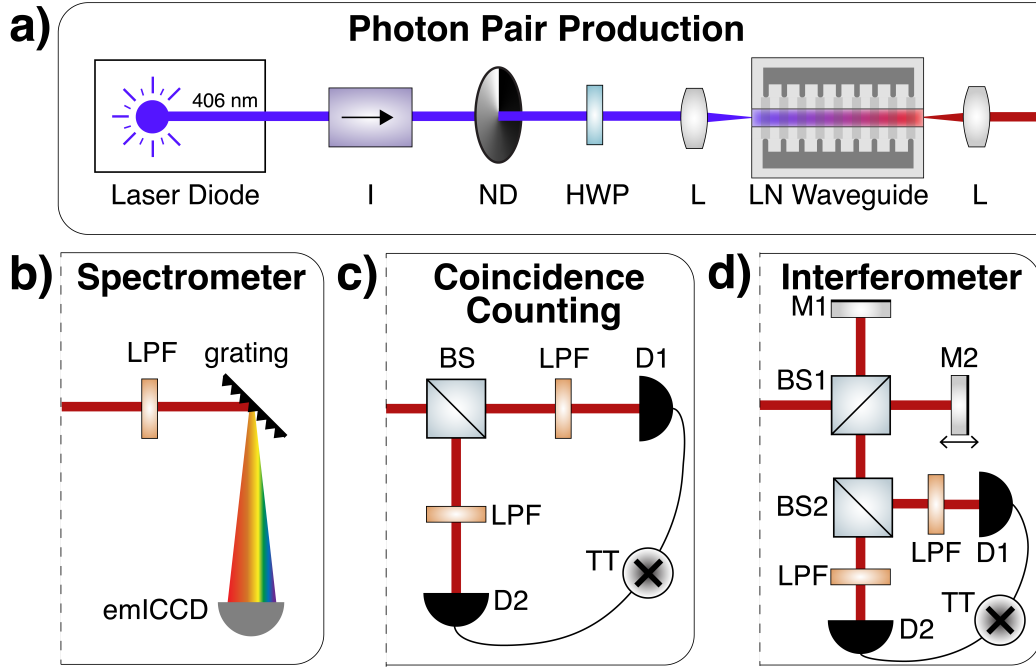 a)
Photon Pair Production
406 nm
Laser Diode
I
ND
HWP
L
LN Waveguide
L
b)
Spectrometer
LPF
grating
emICCD
c)
Coincidence
Counting
BS
LPF
D1
LPF
TT
D2
d)
Interferometer
M1
M2
BS1
BS2
LPF
D1
LPF
TT
D2